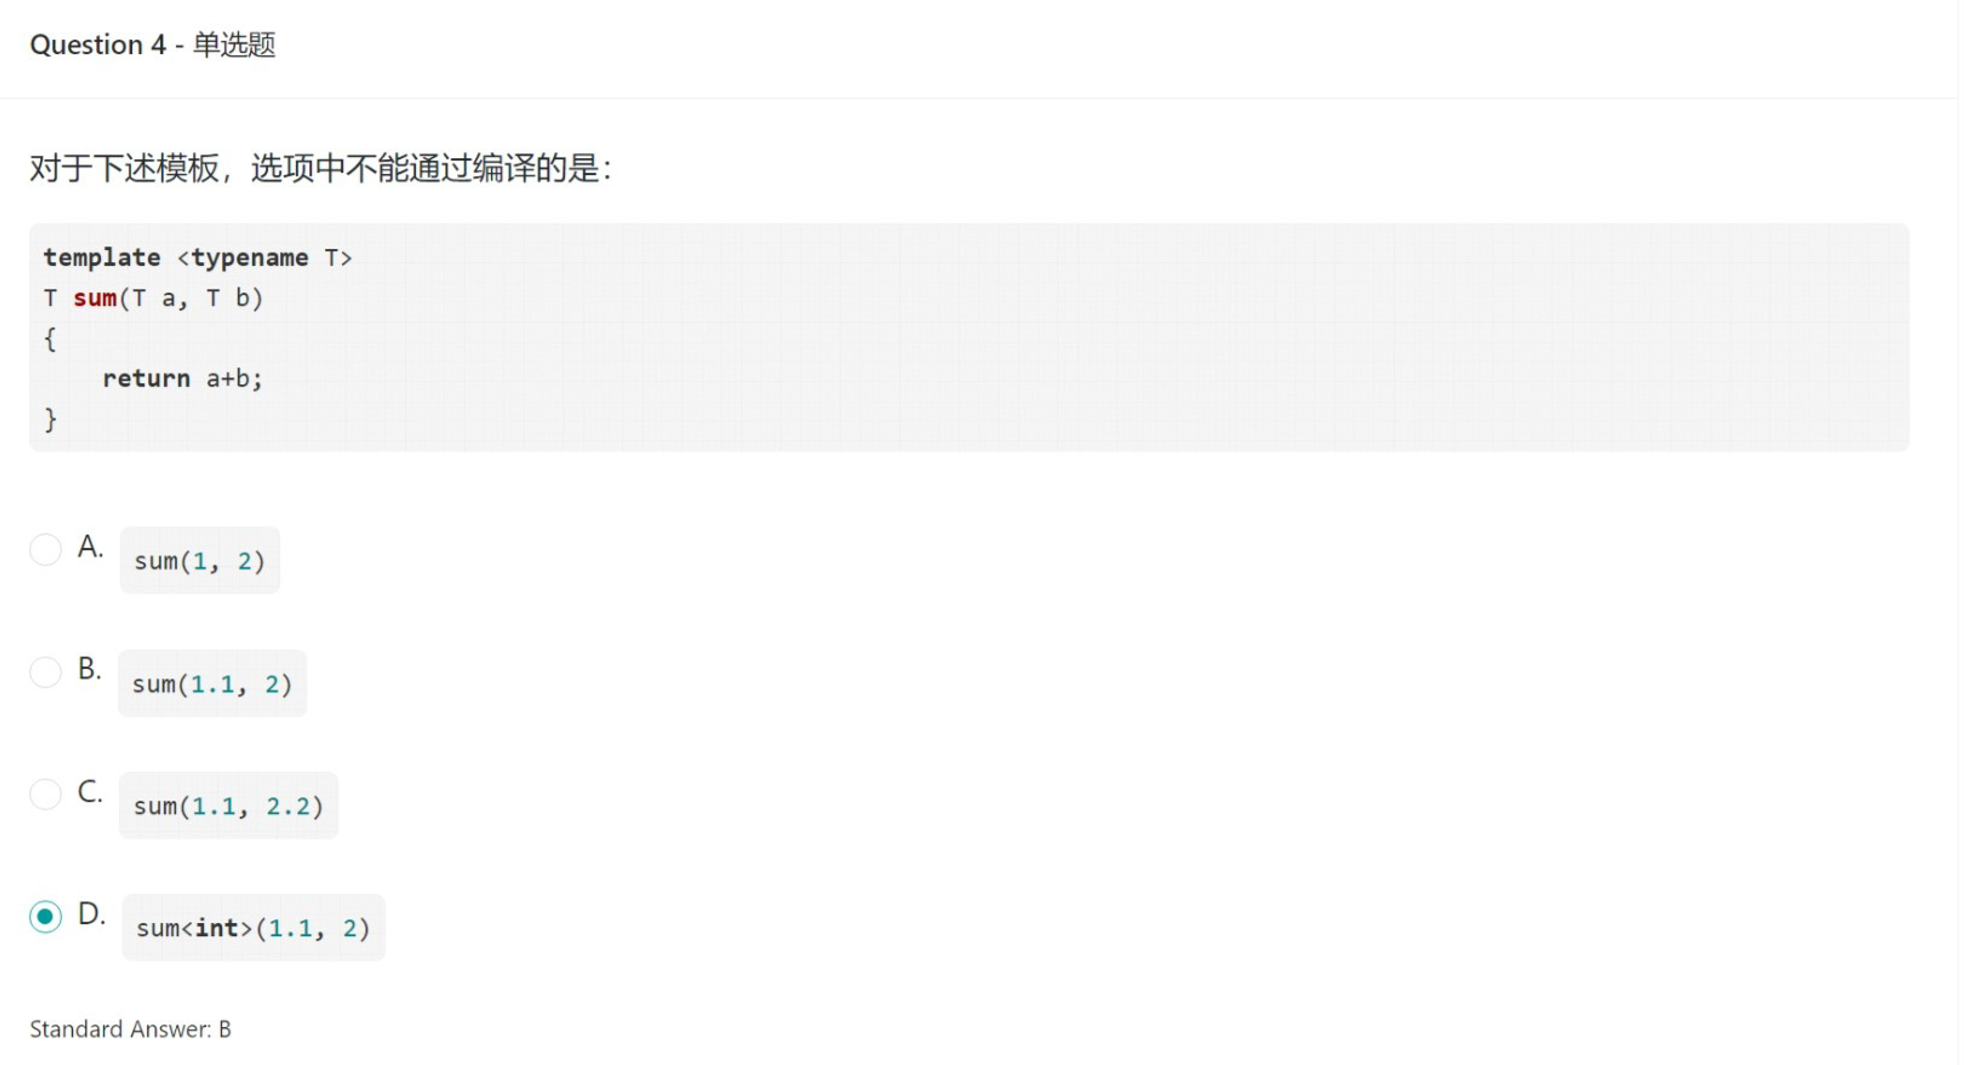 Question 4 - 单选题
对于下述模板，选项中不能通过编译的是：
template <typename T>
T sum(T a, T b)
{
    return a+b;
}
A. sum(1, 2)
B. sum(1.1, 2)
C. sum(1.1, 2.2)
D. sum<int>(1.1, 2)
Standard Answer: B